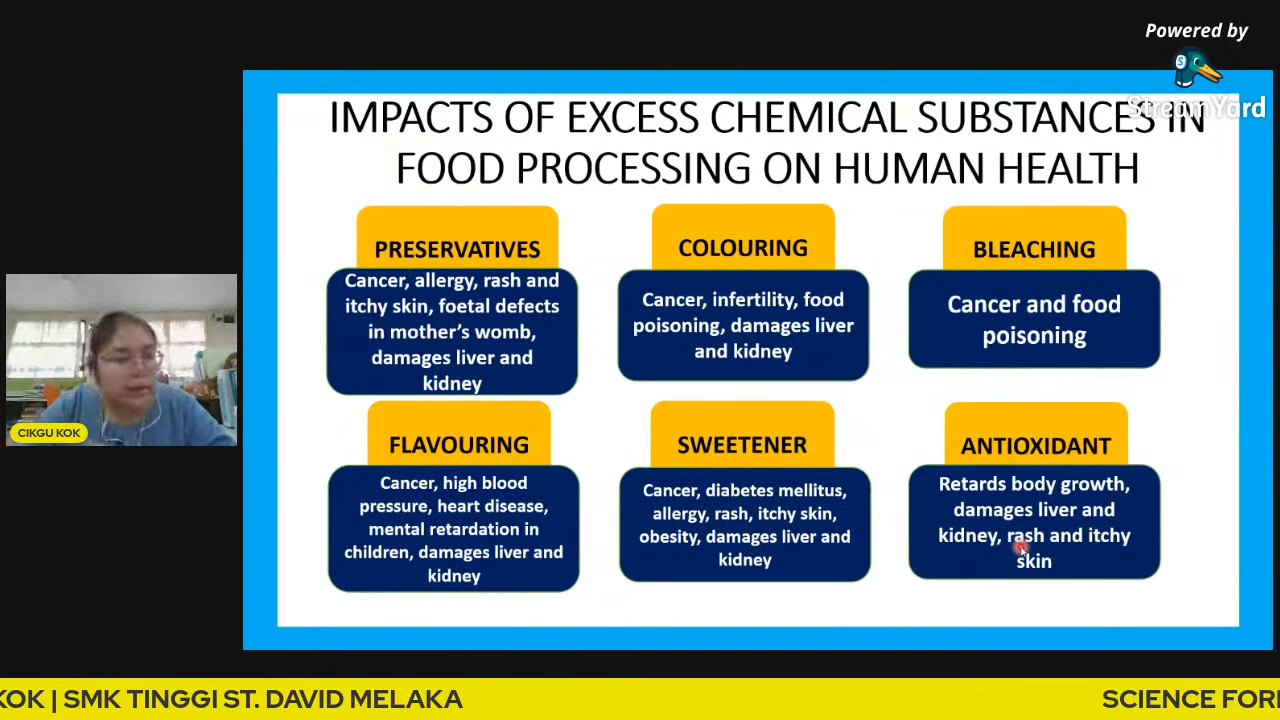 Powered by
StreamYard
IMPACTS OF EXCESS CHEMICAL SUBSTANCES IN
FOOD PROCESSING ON HUMAN HEALTH
PRESERVATIVES
Cancer, allergy, rash and
itchy skin, foetal defects
in mother's womb,
damages liver and
kidney
COLOURING
Cancer, infertility, food
poisoning, damages liver
and kidney
BLEACHING
Cancer and food
poisoning
FLAVOURING
Cancer, high blood
pressure, heart disease,
mental retardation in
children, damages liver and
kidney
SWEETENER
Cancer, diabetes mellitus,
allergy, rash, itchy skin,
obesity, damages liver and
kidney
ANTIOXIDANT
Retards body growth,
damages liver and
kidney, rash and itchy
skin
CIKGU KOK
KOK | SMK TINGGI ST. DAVID MELAKA
SCIENCE FOR